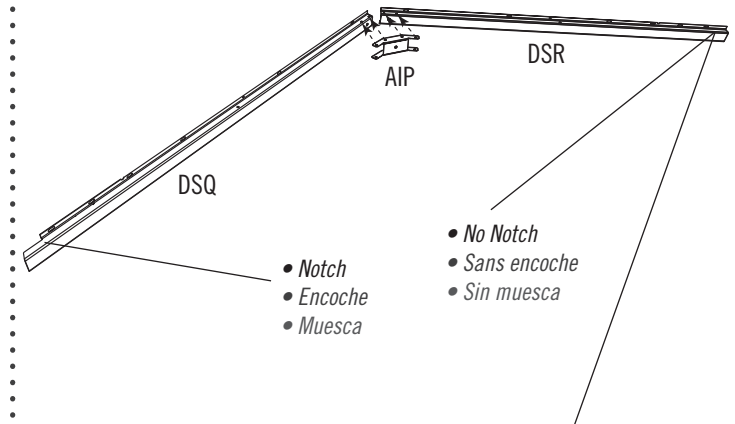 DSR
AIP
DSQ
• No Notch
• Sans encoche
• Sin muesca
• Notch
• Encoche
• Muesca